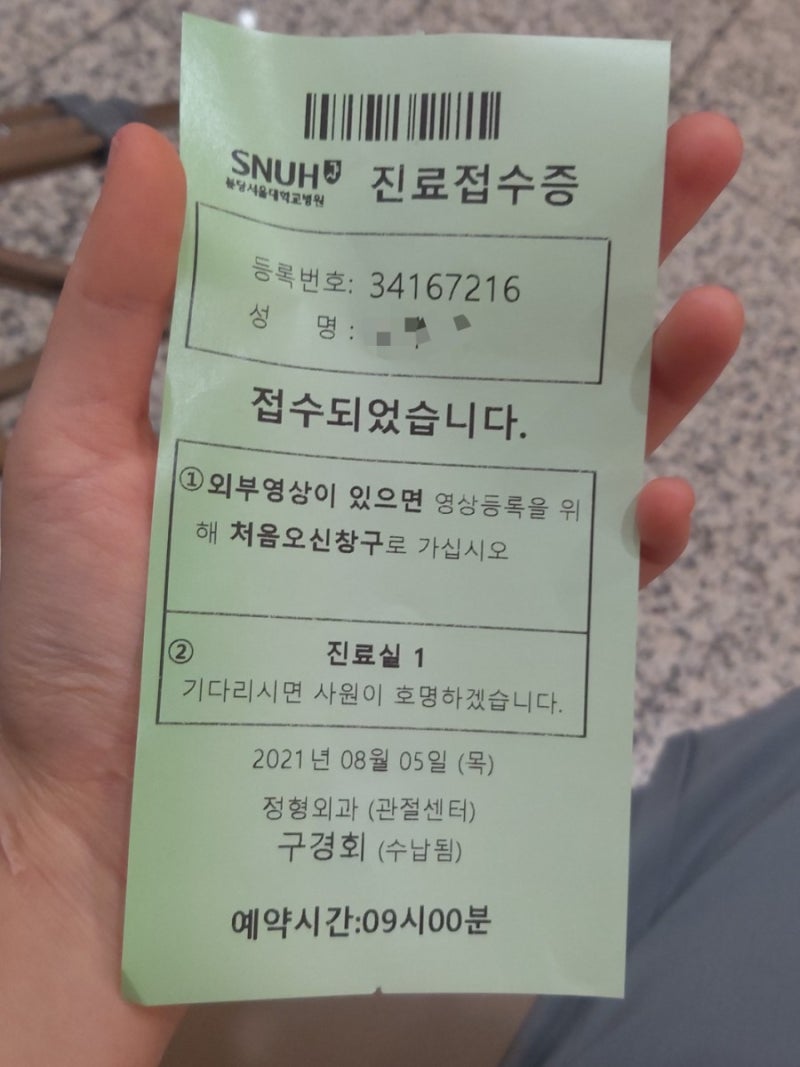 SNUH
분당서울대학교병원
진료접수증
등록번호: 34167216
성 명 :
접수되었습니다.
①외부영상이 있으면 영상등록을 위
해 처음오신창구로 가십시오
② 진료실 1
기다리시면 사원이 호명하겠습니다.
2021년 08월 05일 (목)
정형외과 (관절센터)
구경회 (수납됨)
예약시간:09시00분